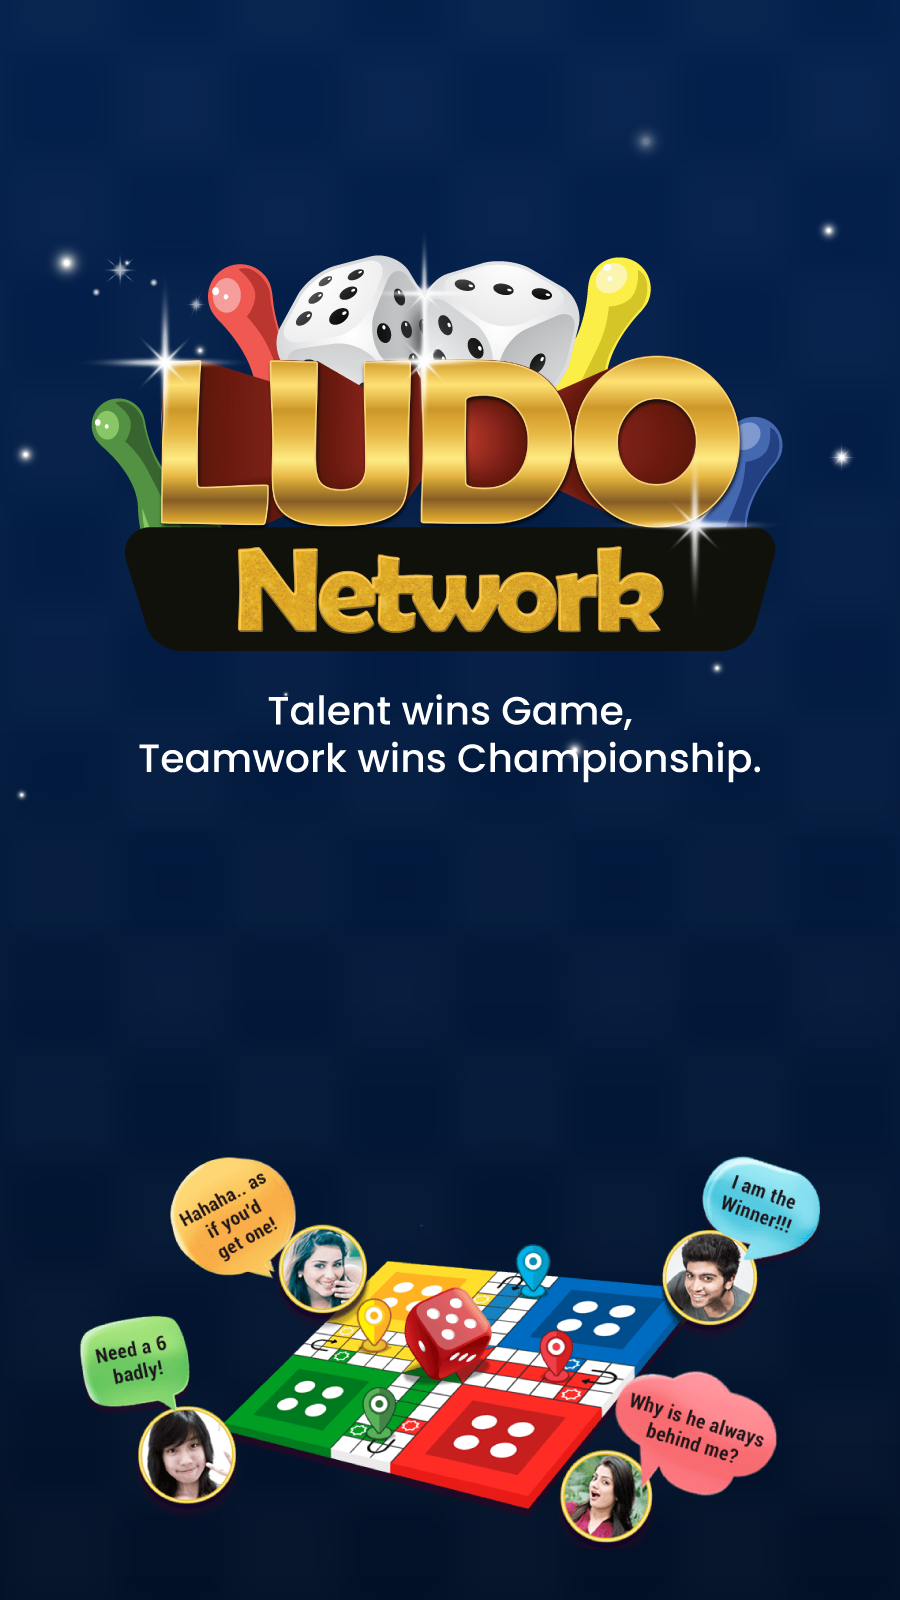 LUDO
Network
Talent wins Game,
Teamwork wins Championship.
Hahaha.. as
if you'd
get one!
I am the
Winner!!!
Need a 6
badly!
Why is he always
behind me?